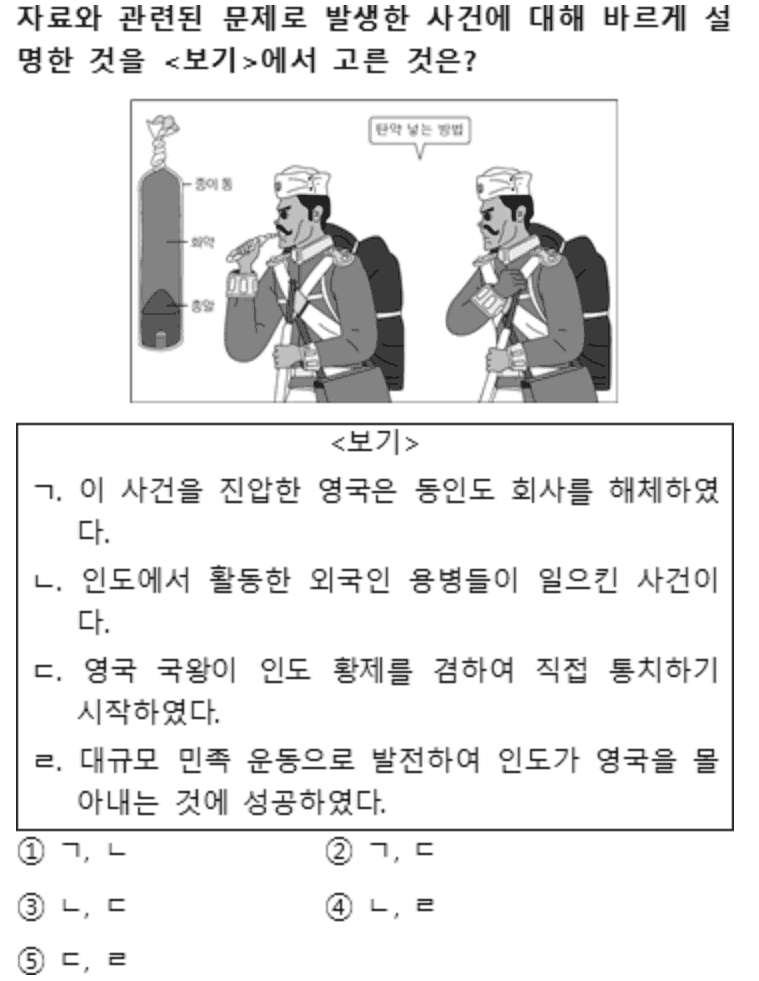 자료와 관련된 문제로 발생한 사건에 대해 바르게 설
명한 것을 <보기>에서 고른 것은?
탄약 넣는 방법
종이 통
화약
총알
<보기>
ㄱ. 이 사건을 진압한 영국은 동인도 회사를 해체하였
다.
ㄴ. 인도에서 활동한 외국인 용병들이 일으킨 사건이
다.
ㄷ. 영국 국왕이 인도 황제를 겸하여 직접 통치하기
시작하였다.
ㄹ. 대규모 민족 운동으로 발전하여 인도가 영국을 몰
아내는 것에 성공하였다.
① ㄱ, ㄴ ② ㄱ, ㄷ
③ ㄴ, ㄷ ④ ㄴ, ㄹ
⑤ ㄷ, ㄹ